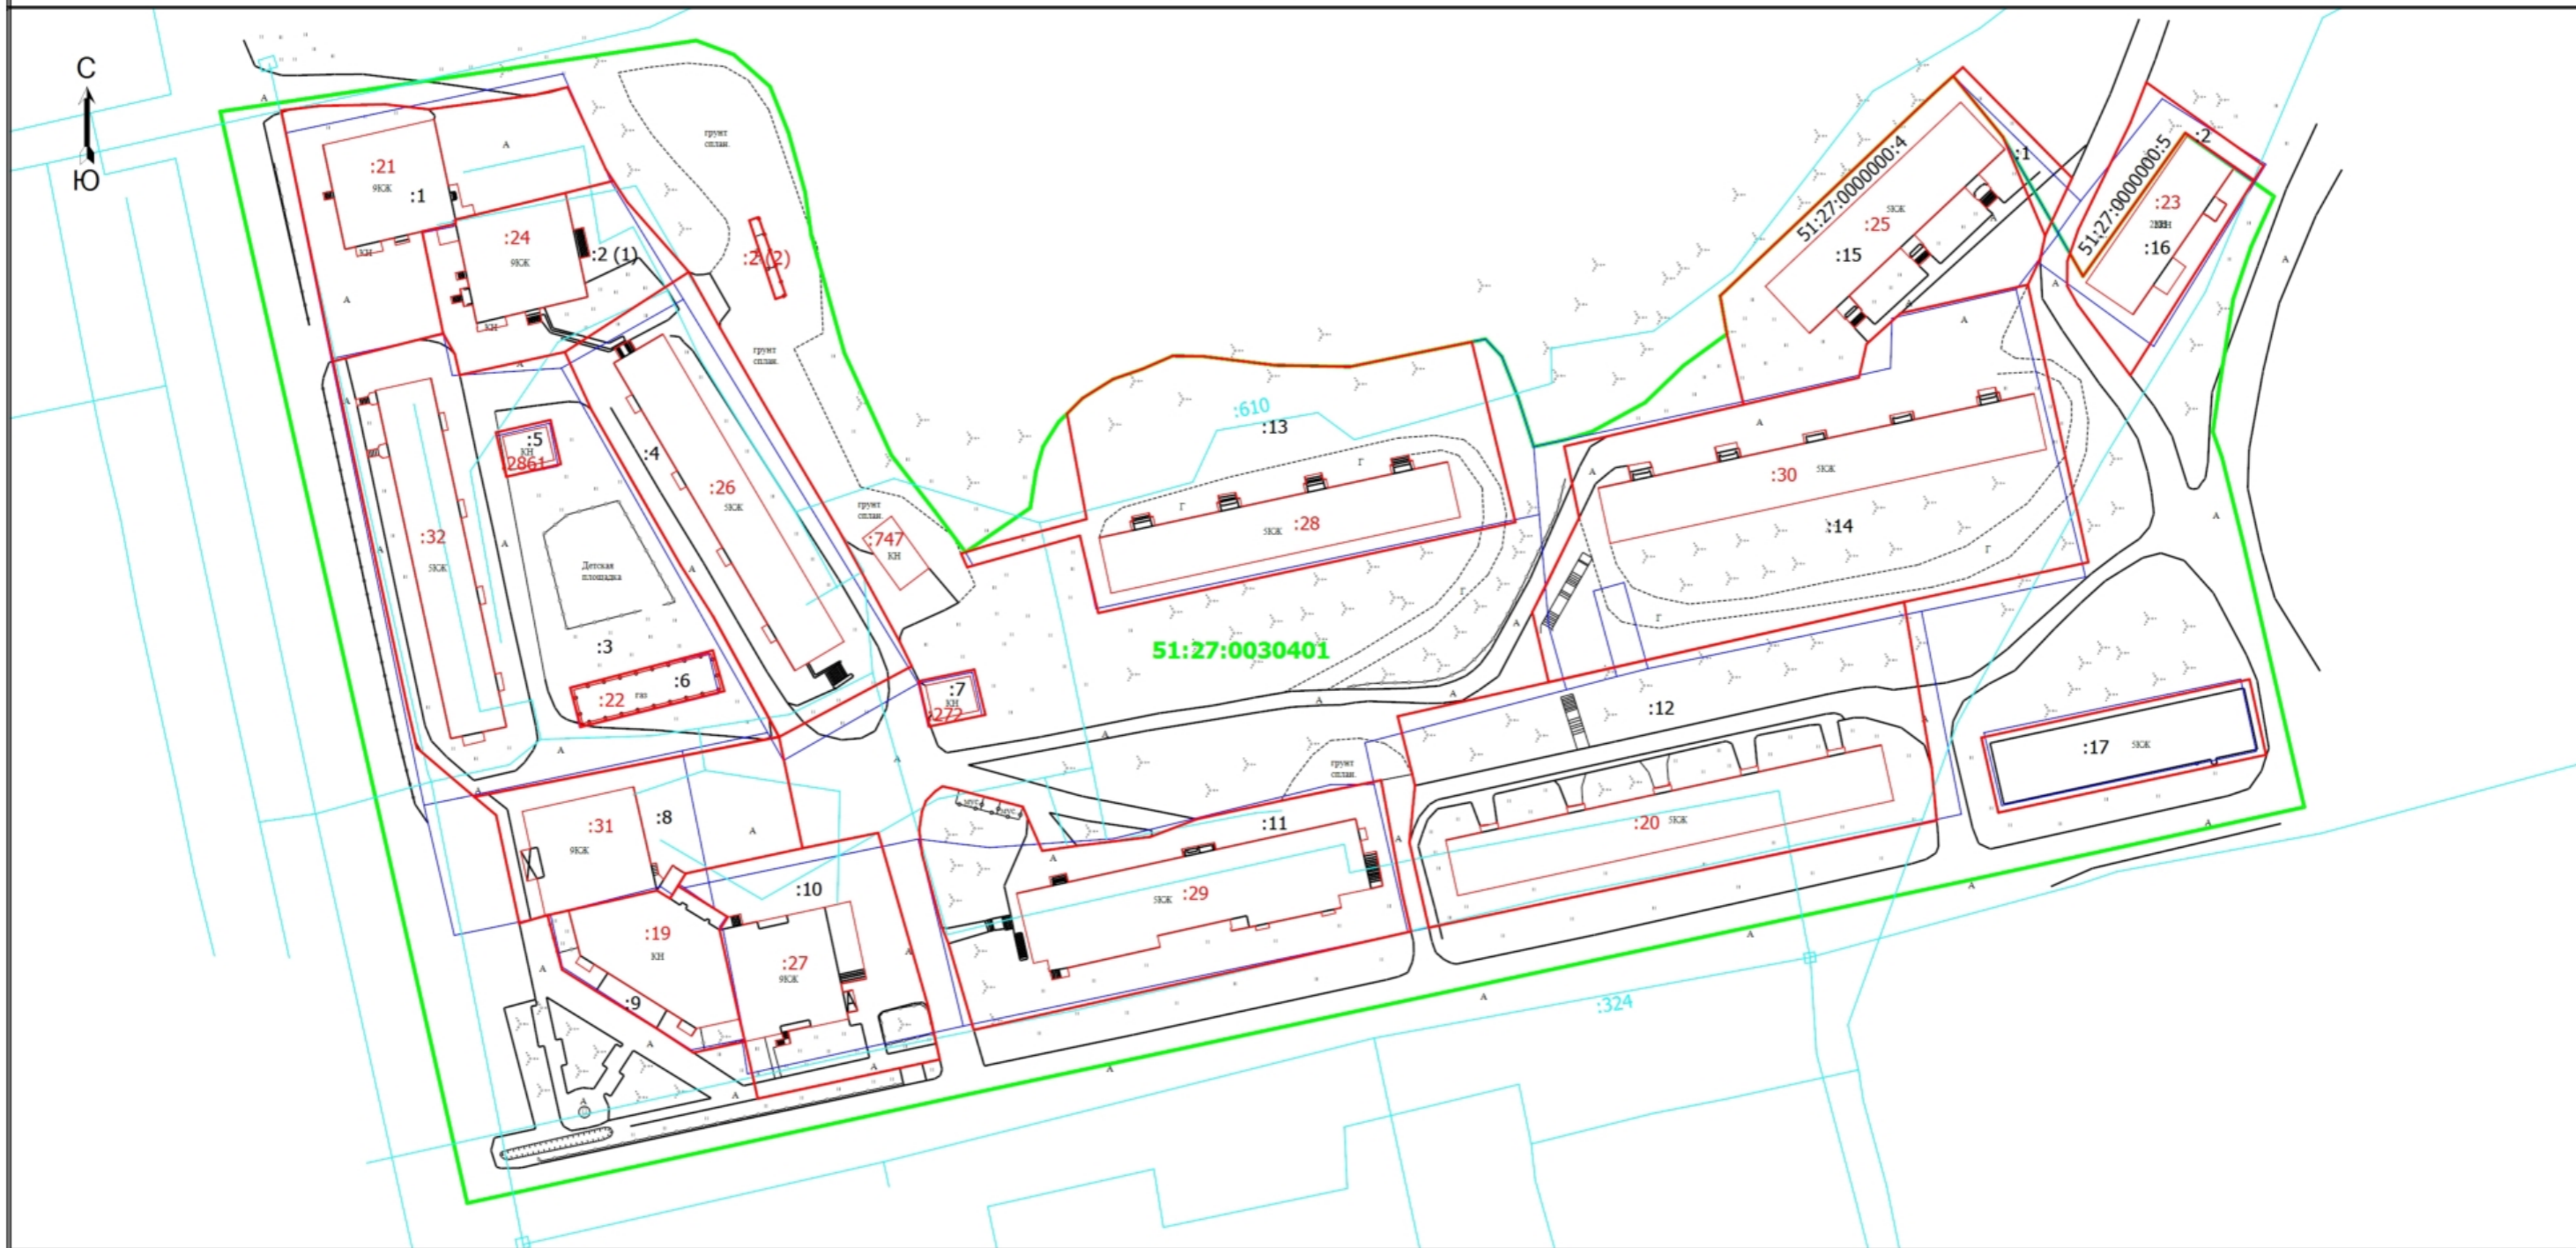 С
Ю
А
грунт
сплан.
:21
9КЖ
:1
А
:24
9КЖ
:2 (1)
:2 (2)
КН
КН
А
А
грунт
сплан.
51:27:0000000:4
5КЖ
:25
:15
:1
51:27:0000000:5
:2
:23
:16
А
А
А
А
:5
КН
:2861
:4
:26
5КЖ
:32
5КЖ
А
А
А
Детская
площадка
:3
:22
газ
:6
грунт
сплан.
:747
КН
:610
:13
Г
Г
5КЖ
:28
Г
А
А
:30
5КЖ
:14
Г
Г
А
А
51:27:0030401
:7
КН
:272
А
А
А
А
А
:12
А
:17
5КЖ
А
грунт
сплан.
:31
9КЖ
:8
А
:10
:11
А
А
5КЖ
:29
:20
5КЖ
А
:19
КН
:27
9КЖ
:9
А
А
А
А
А
А
А
А
А
А
:324